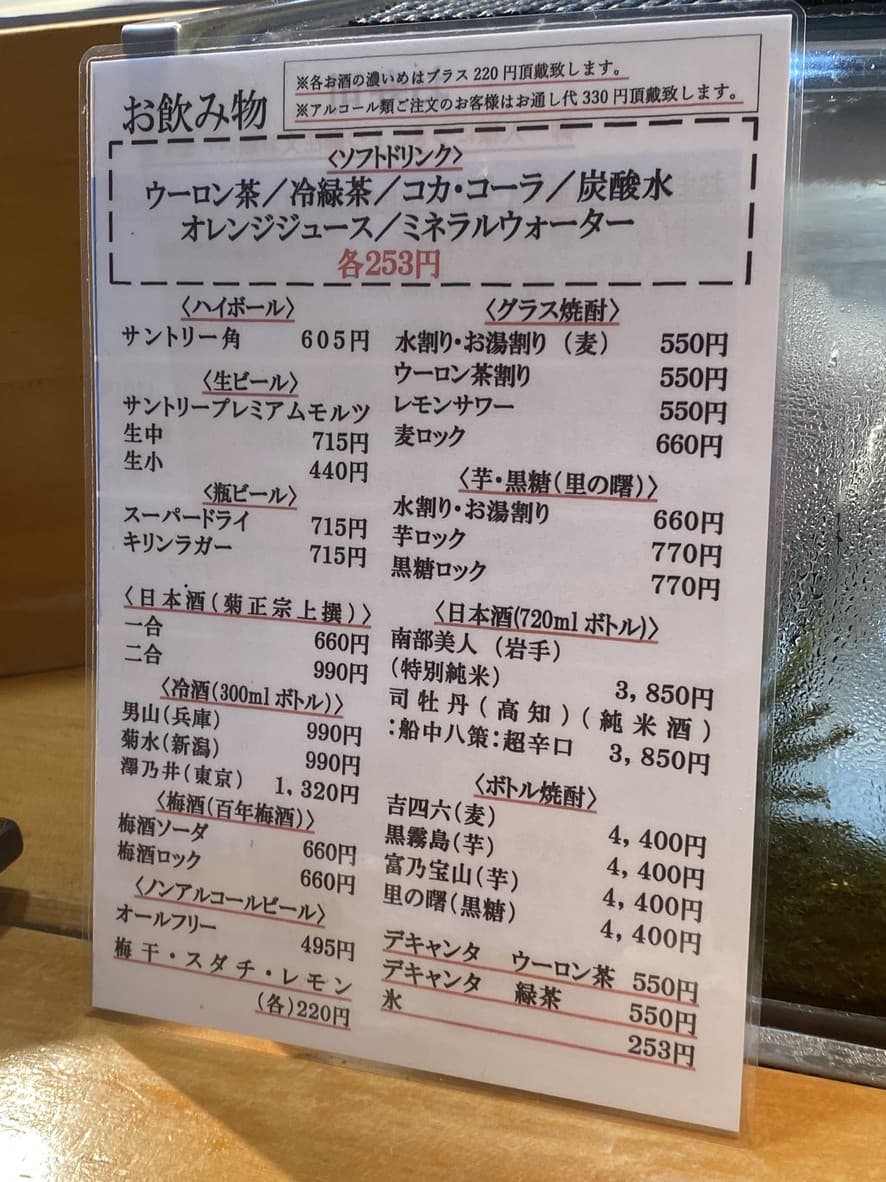 お飲み物
※各お酒の濃いめはプラス220円頂戴致します。
※アルコール類ご注文のお客様はお通し代330円頂戴致します。
〈ソフトドリンク〉
ウーロン茶／冷緑茶／コカ・コーラ／炭酸水
オレンジジュース／ミネラルウォーター
各253円
〈ハイボール〉
サントリー角 605円
〈生ビール〉
サントリープレミアムモルツ
生中 715円
生小 440円
〈瓶ビール〉
スーパードライ 715円
キリンラガー 715円
〈日本酒(菊正宗上撰)〉
一合 660円
二合 990円
〈冷酒(300mlボトル)〉
男山(兵庫) 990円
菊水(新潟) 990円
澤乃井(東京) 1,320円
〈梅酒(百年梅酒)〉
梅酒ソーダ 660円
梅酒ロック 660円
〈ノンアルコールビール〉
オールフリー 495円
梅干・スダチ・レモン
(各)220円
〈グラス焼酎〉
水割り・お湯割り(麦) 550円
ウーロン茶割り 550円
レモンサワー 550円
麦ロック 660円
〈芋・黒糖(里の曙)〉
水割り・お湯割り 660円
芋ロック 770円
黒糖ロック 770円
〈日本酒(720mlボトル)〉
南部美人(岩手)
(特別純米) 3,850円
司牡丹(高知)(純米酒)
:船中八策:超辛口 3,850円
〈ボトル焼酎〉
吉四六(麦) 4,400円
黒霧島(芋) 4,400円
富乃宝山(芋) 4,400円
里の曙(黒糖) 4,400円
デキャンタ ウーロン茶 550円
デキャンタ 緑茶 550円
氷 253円